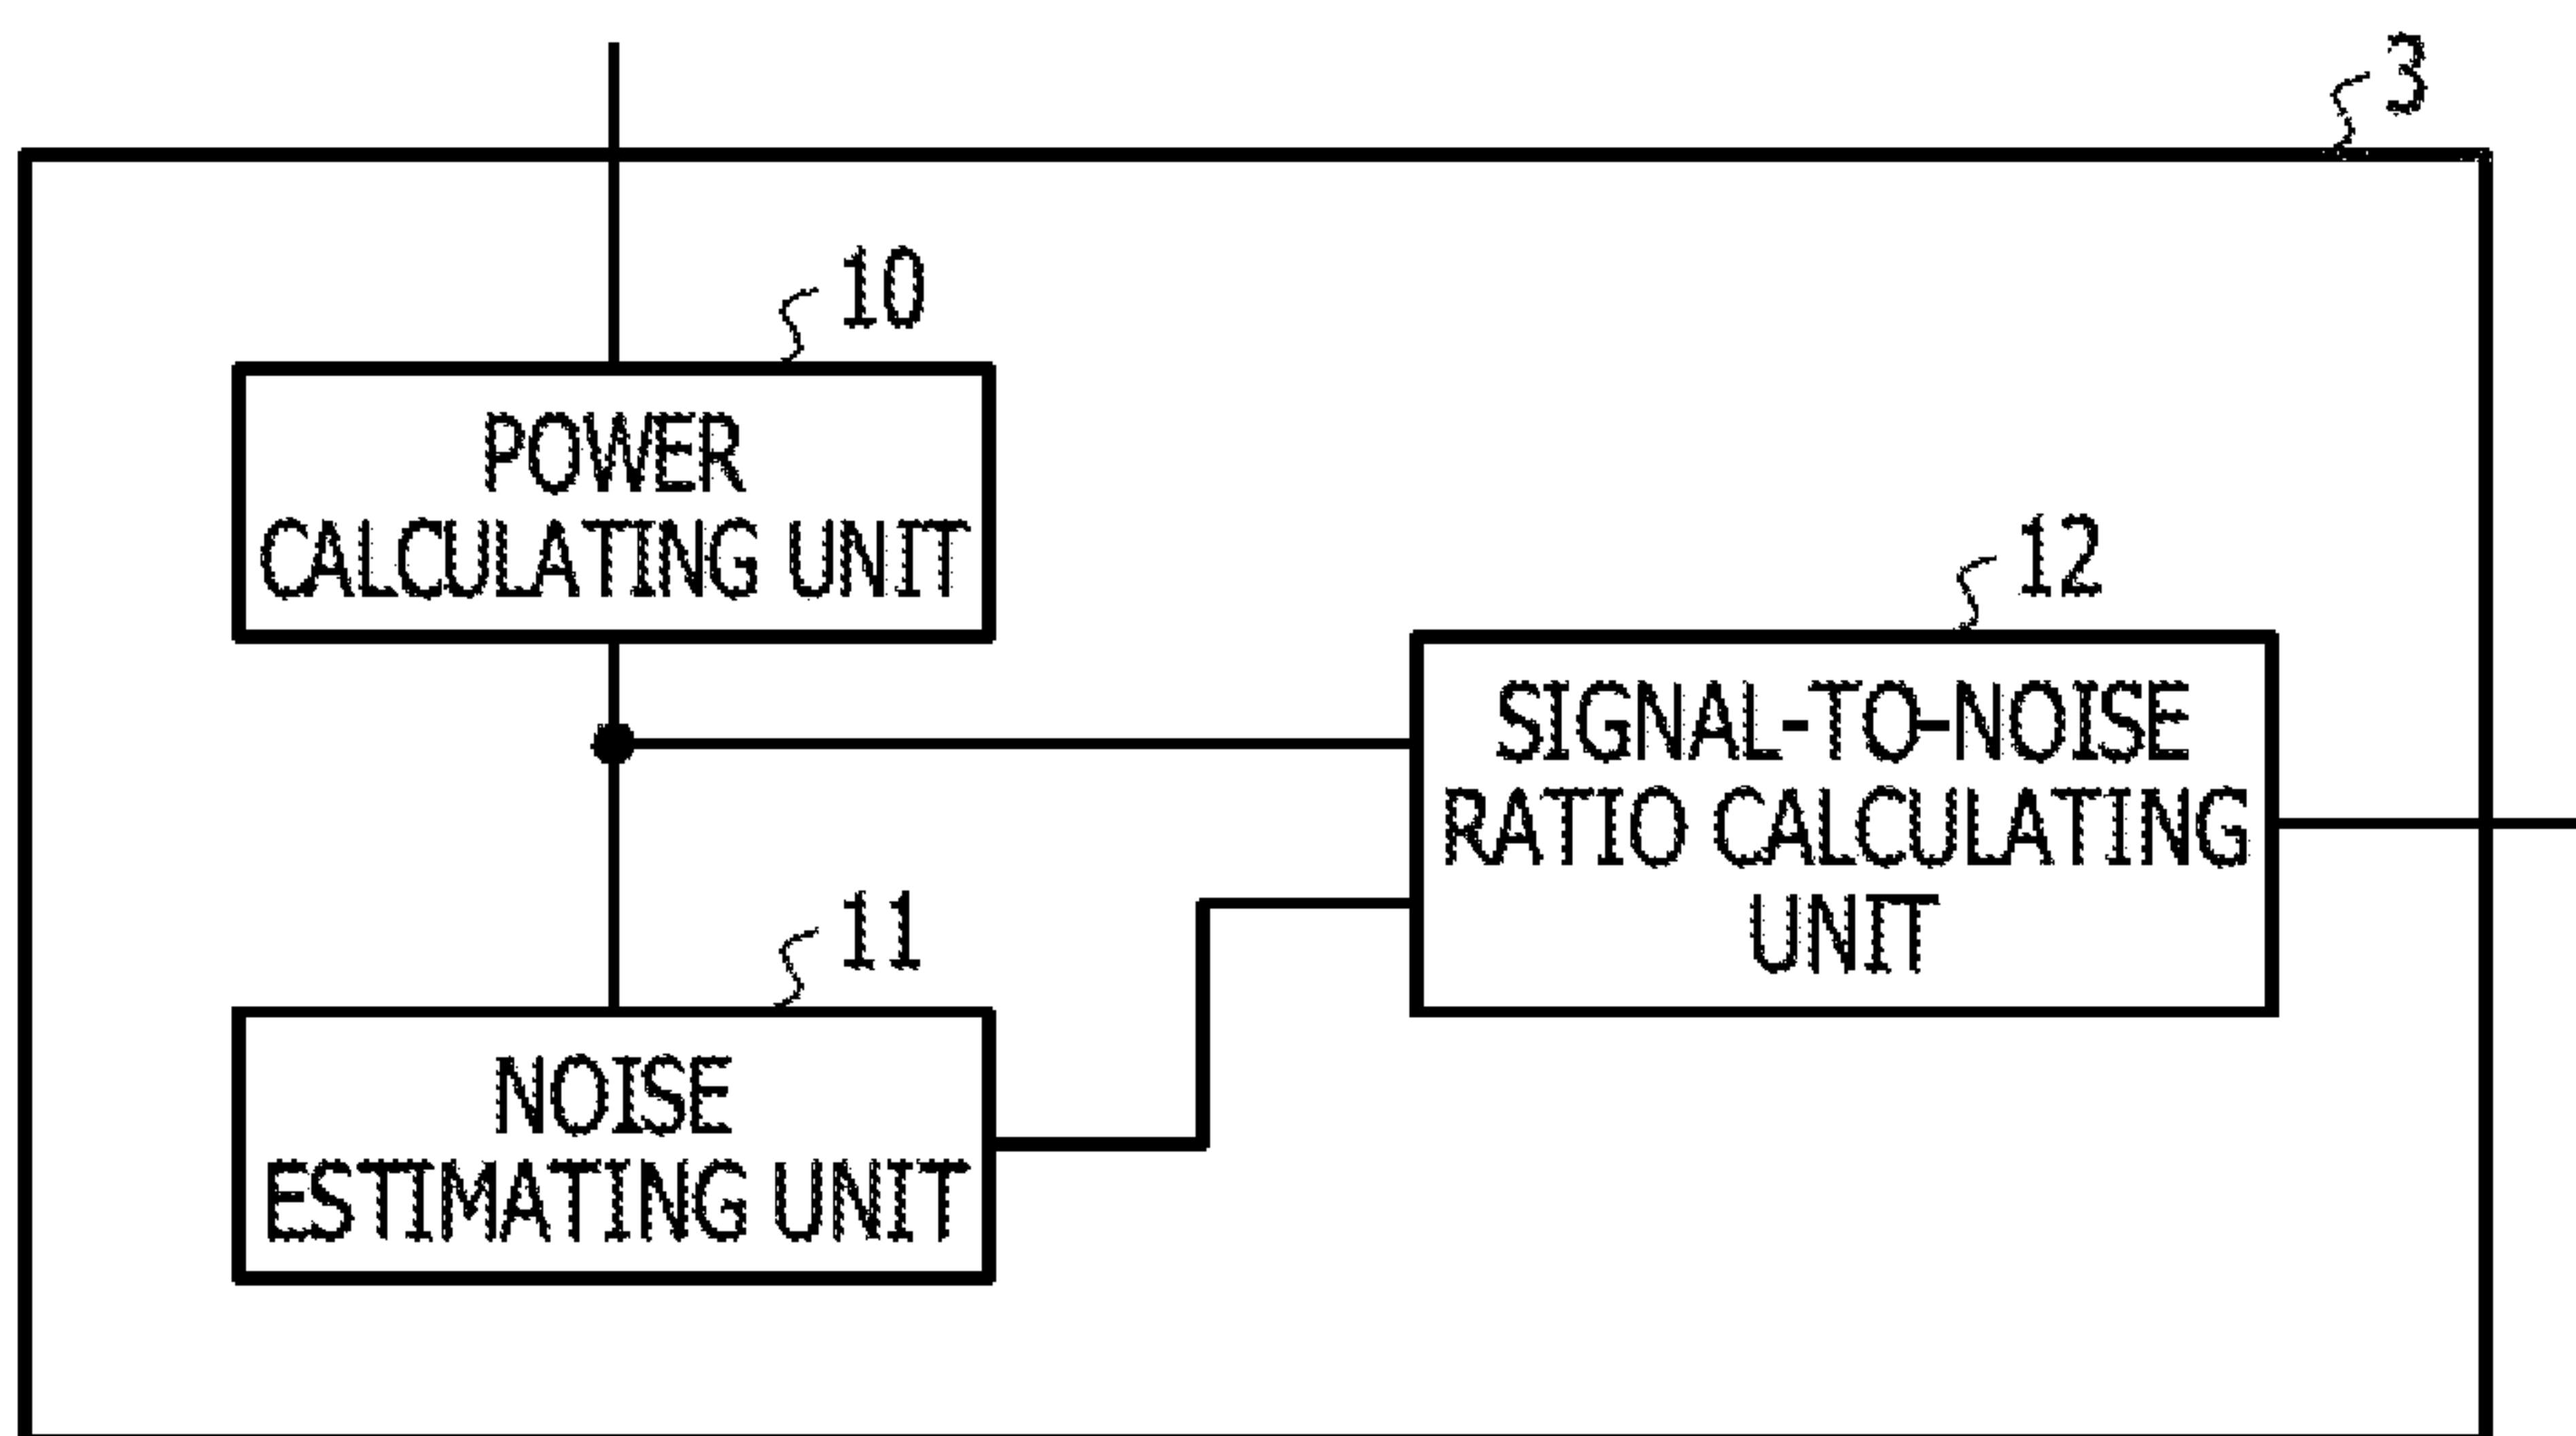 3
10
POWER
CALCULATING UNIT
12
SIGNAL-TO-NOISE
RATIO CALCULATING
UNIT
11
NOISE
ESTIMATING UNIT